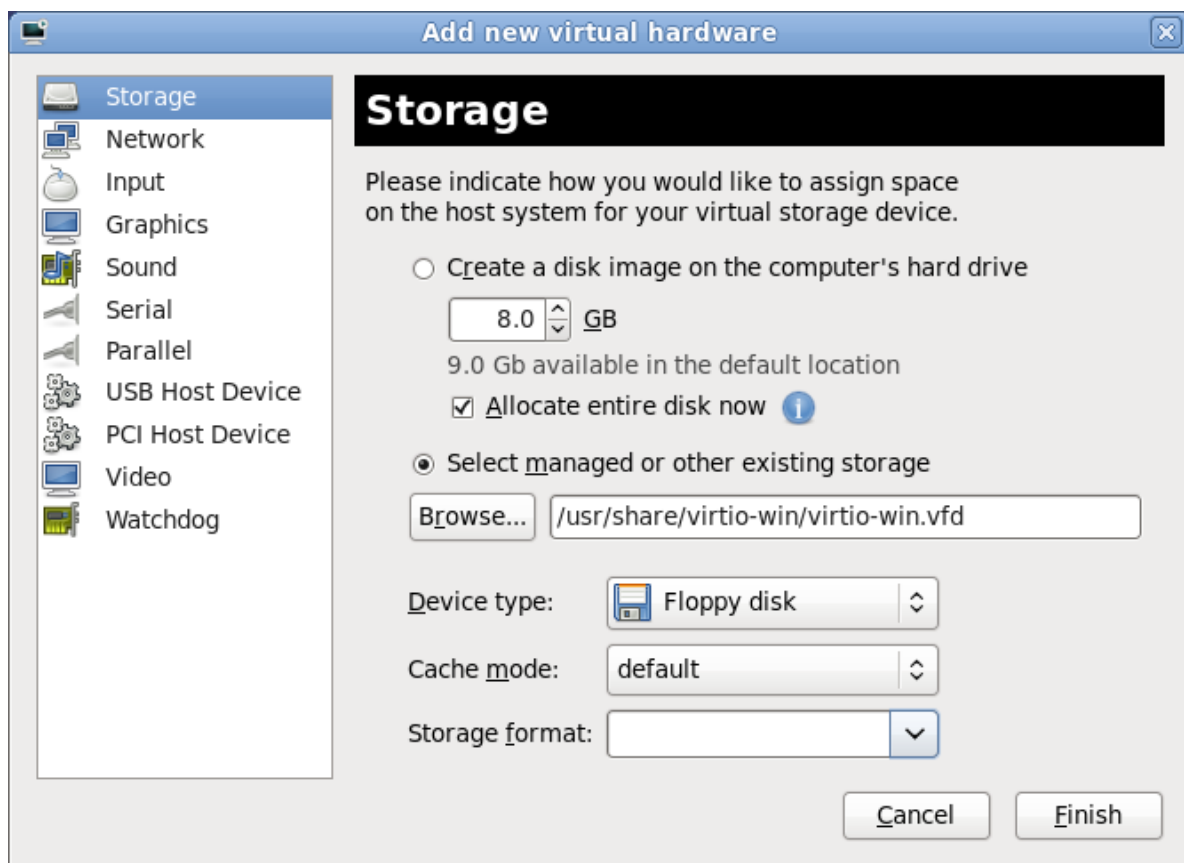 Add new virtual hardware
Storage
Network
Input
Graphics
Sound
Serial
Parallel
USB Host Device
PCI Host Device
Video
Watchdog
Storage
Please indicate how you would like to assign space
on the host system for your virtual storage device.
Create a disk image on the computer's hard drive
8.0 GB
9.0 Gb available in the default location
Allocate entire disk now
Select managed or other existing storage
Browse... /usr/share/virtio-win/virtio-win.vfd
Device type: Floppy disk
Cache mode: default
Storage format:
Cancel Finish